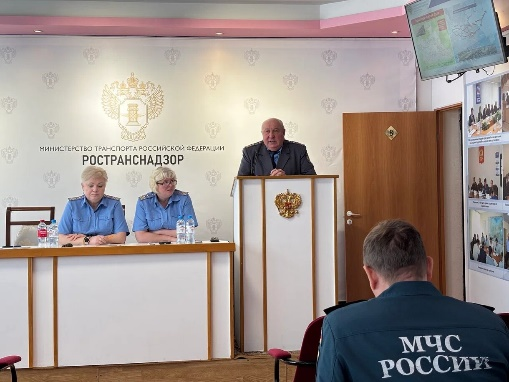 МИНИСТЕРСТВО ТРАНСПОРТА РОССИЙСКОЙ ФЕДЕРАЦИИ
РОСТРАНСНАДЗОР
МЧС
РОССИИ